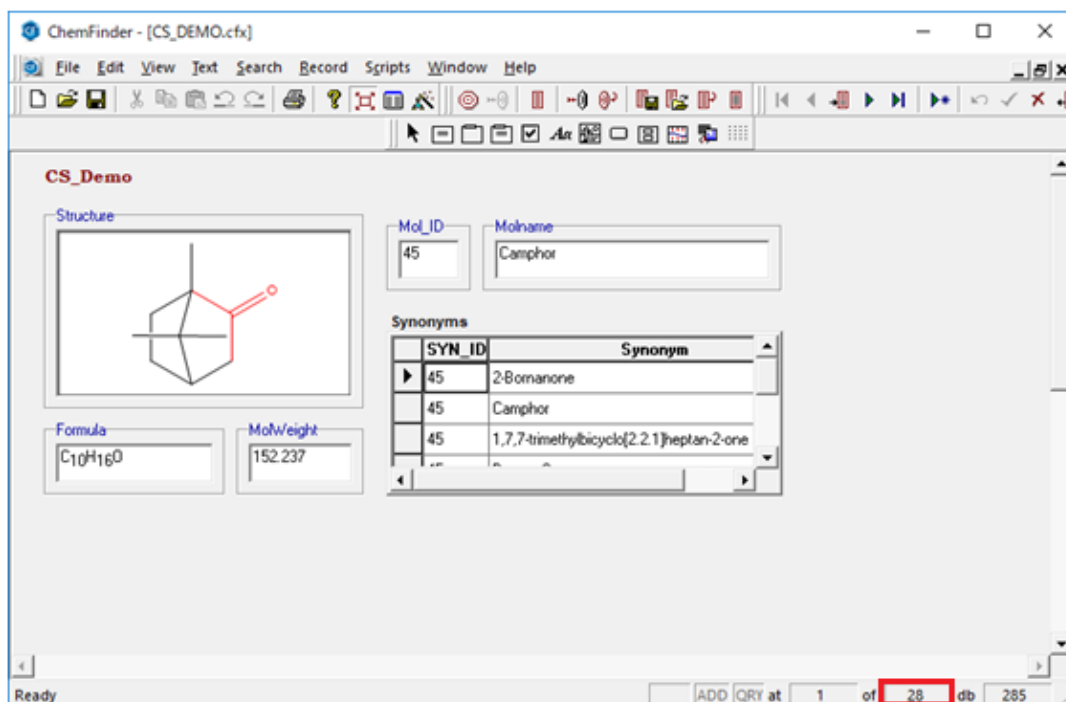 ChemFinder - [CS_DEMO.cfx]
File Edit View Text Search Record Scripts Window Help
Aa
CS_Demo
Structure
O
Mol_ID
45
Molname
Camphor
Synonyms
SYN_ID Synonym
45 2-Bornanone
45 Camphor
45 1,7,7-trimethylbicyclo[2.2.1]heptan-2-one
Formula
C10H16O
MolWeight
152.237
Ready ADD QRY at 1 of 28 db 285